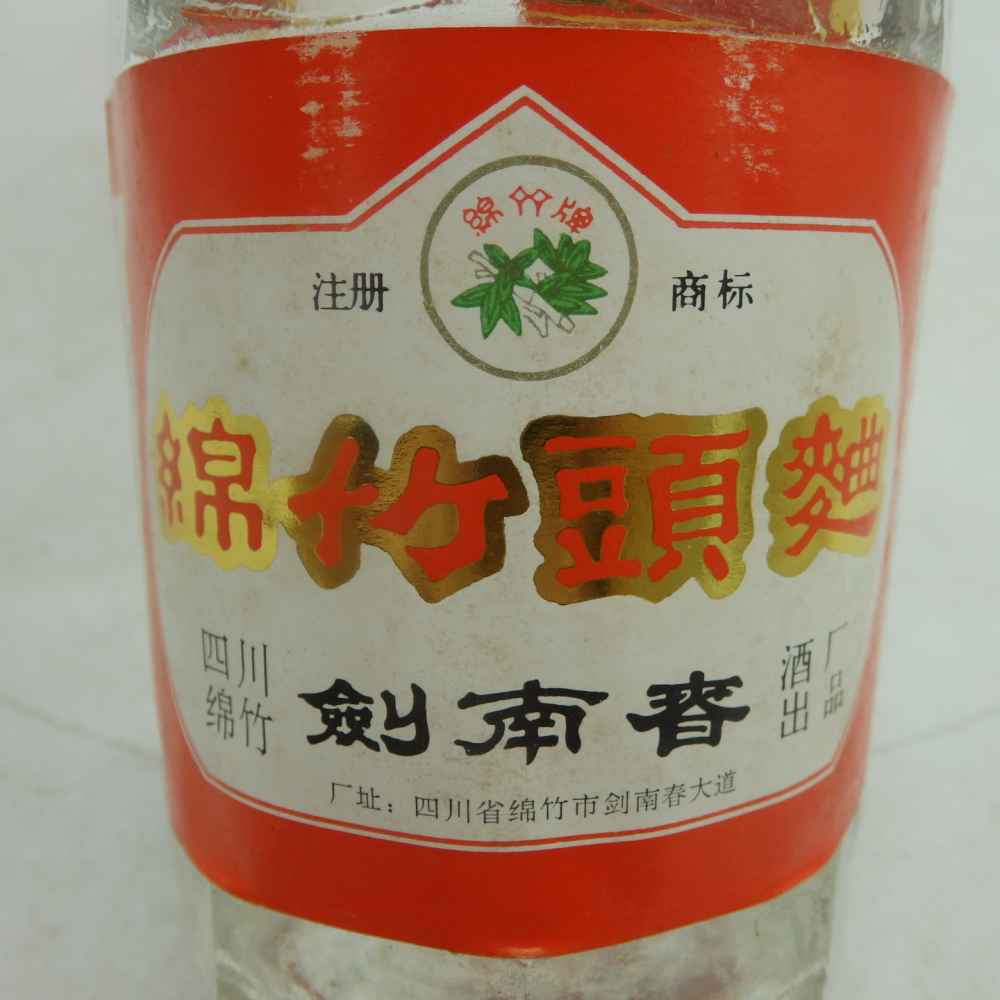 綿竹牌
注册 商标
綿竹頭麯
四川 绵竹 劍南春 酒厂 出品
厂址：四川省绵竹市剑南春大道